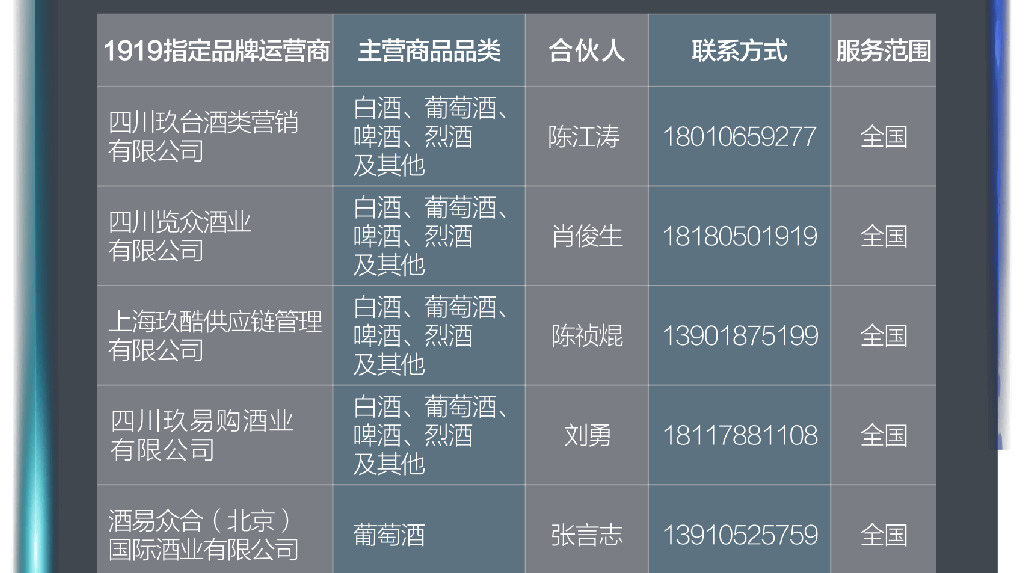 1919指定品牌运营商 主营商品品类 合伙人 联系方式 服务范围
四川玖台酒类营销
有限公司
白酒、葡萄酒、
啤酒、烈酒
及其他
陈江涛
18010659277
全国
四川览众酒业
有限公司
白酒、葡萄酒、
啤酒、烈酒
及其他
肖俊生
18180501919
全国
上海玖酷供应链管理
有限公司
白酒、葡萄酒、
啤酒、烈酒
及其他
陈祯焜
13901875199
全国
四川玖易购酒业
有限公司
白酒、葡萄酒、
啤酒、烈酒
及其他
刘勇
18117881108
全国
酒易众合（北京）
国际酒业有限公司
葡萄酒
张言志
13910525759
全国